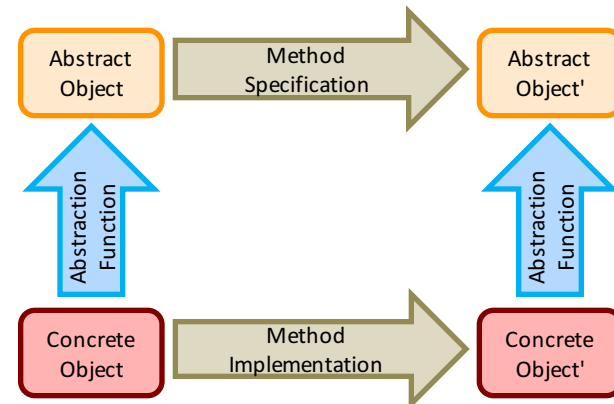 Abstract
Object
Method
Specification
Abstract
Object'
Abstraction
Function
Abstraction
Function
Concrete
Object
Method
Implementation
Concrete
Object'